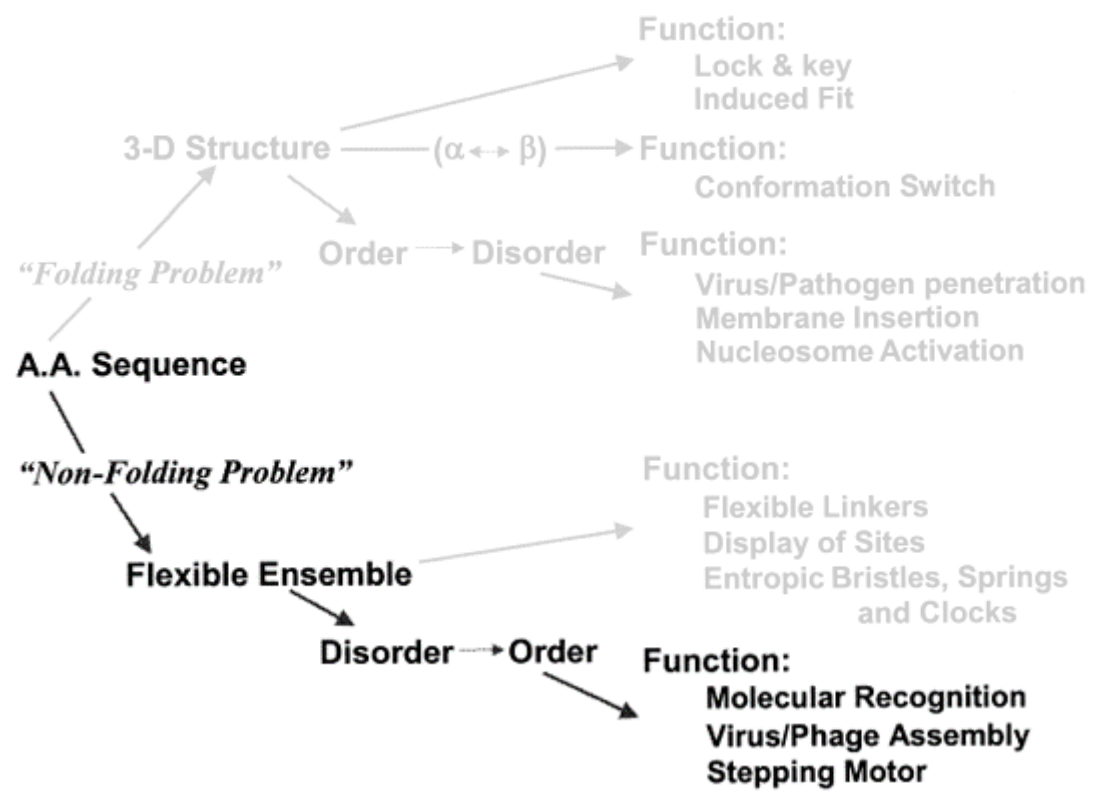 Function:
Lock & key
Induced Fit
3-D Structure
(α↔β)
Function:
Conformation Switch
Order → Disorder
Function:
“Folding Problem”
Virus/Pathogen penetration
Membrane Insertion
Nucleosome Activation
A.A. Sequence
“Non-Folding Problem”
Function:
Flexible Linkers
Display of Sites
Entropic Bristles, Springs
and Clocks
Flexible Ensemble
Disorder → Order
Function:
Molecular Recognition
Virus/Phage Assembly
Stepping Motor